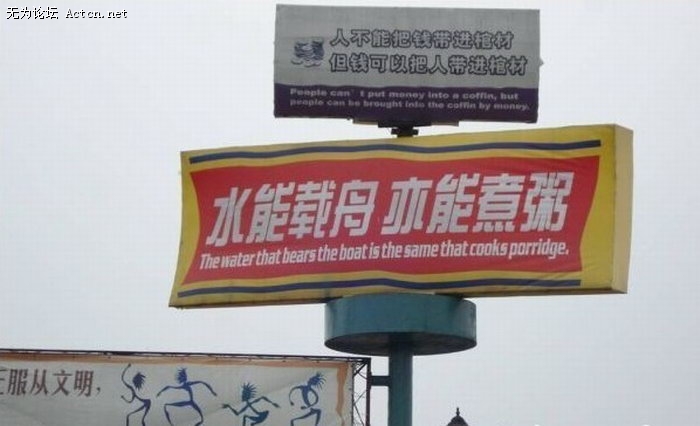 无为论坛 Actcn.net
人不能把钱带进棺材
但钱可以把人带进棺材
People can't put money into a coffin, but
people can be brought into the coffin by money.
水能载舟 亦能煮粥
The water that bears the boat is the same that cooks porridge.
服从文明,